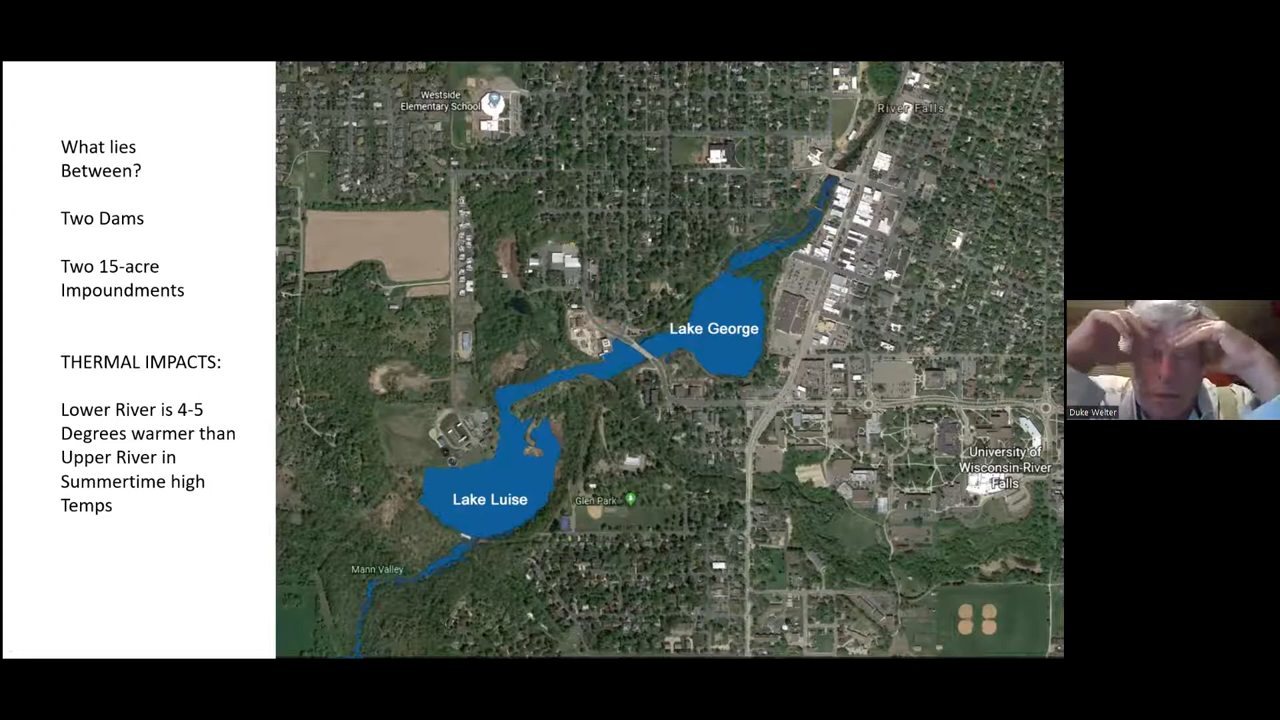 What lies
Between?
Two Dams
Two 15-acre
Impoundments
THERMAL IMPACTS:
Lower River is 4-5
Degrees warmer than
Upper River in
Summertime high
Temps
Westside
Elementary School
River Falls
Lake George
University of
Wisconsin-River
Falls
Lake Luise
Glen Park
Mann Valley
Duke Welter